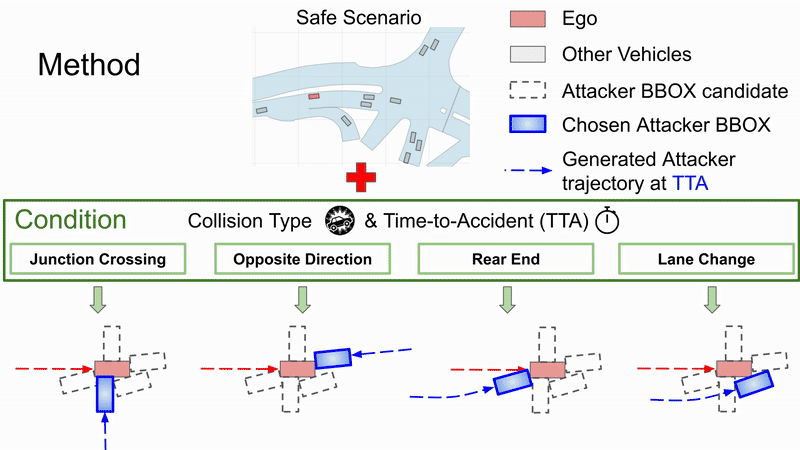 Safe Scenario
Method
Ego
Other Vehicles
Attacker BBOX candidate
Chosen Attacker BBOX
Generated Attacker
trajectory at TTA
Condition
Collision Type & Time-to-Accident (TTA)
Junction Crossing
Opposite Direction
Rear End
Lane Change